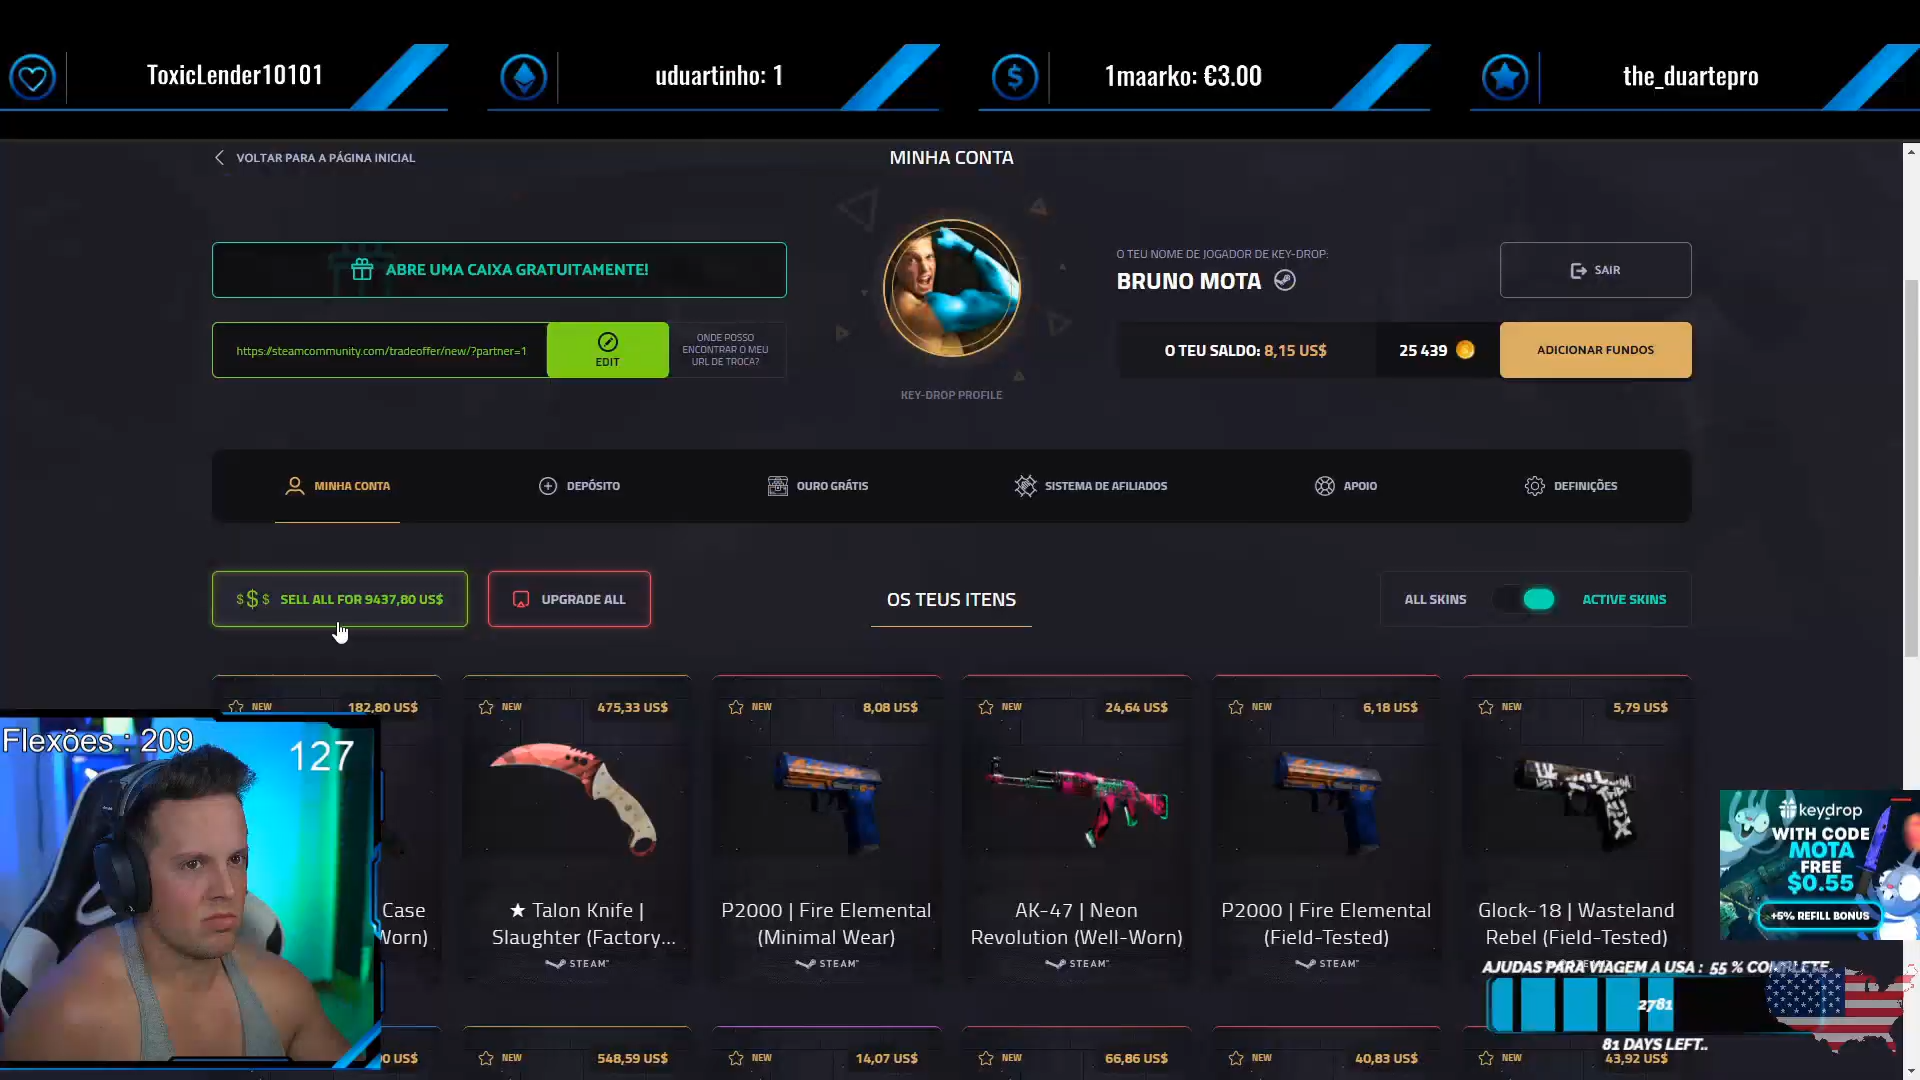 ToxicLender10101
uduartinho: 1
1maarko: €3.00
the_duartepro
VOLTAR PARA A PÁGINA INICIAL
MINHA CONTA
ABRE UMA CAIXA GRATUITAMENTE!
https://steamcommunity.com/tradeoffer/new/?partner=1
EDIT
ONDE POSSO
ENCONTRAR O MEU
URL DE TROCA?
KEY-DROP PROFILE
O TEU NOME DE JOGADOR DE KEY-DROP:
BRUNO MOTA
SAIR
O TEU SALDO: 8,15 US$
25 439
ADICIONAR FUNDOS
MINHA CONTA
DEPÓSITO
OURO GRÁTIS
SISTEMA DE AFILIADOS
APOIO
DEFINIÇÕES
$$$ SELL ALL FOR 9437,80 US$
UPGRADE ALL
OS TEUS ITENS
ALL SKINS
ACTIVE SKINS
NEW 182,80 US$
NEW 475,33 US$
NEW 8,08 US$
NEW 24,64 US$
NEW 6,18 US$
NEW 5,79 US$
Flexões : 209
127
Case
Worn)
★ Talon Knife |
Slaughter (Factory...
STEAM
P2000 | Fire Elemental
(Minimal Wear)
STEAM
AK-47 | Neon
Revolution (Well-Worn)
STEAM
P2000 | Fire Elemental
(Field-Tested)
STEAM
Glock-18 | Wasteland
Rebel (Field-Tested)
keydrop
WITH CODE
MOTA
FREE
$0.55
+5% REFILL BONUS
AJUDAS PARA VIAGEM A USA : 55 % COMPLETE
2781
81 DAYS LEFT..
0 US$
NEW 548,59 US$
NEW 14,07 US$
NEW 66,86 US$
NEW 40,83 US$
NEW 43,92 US$